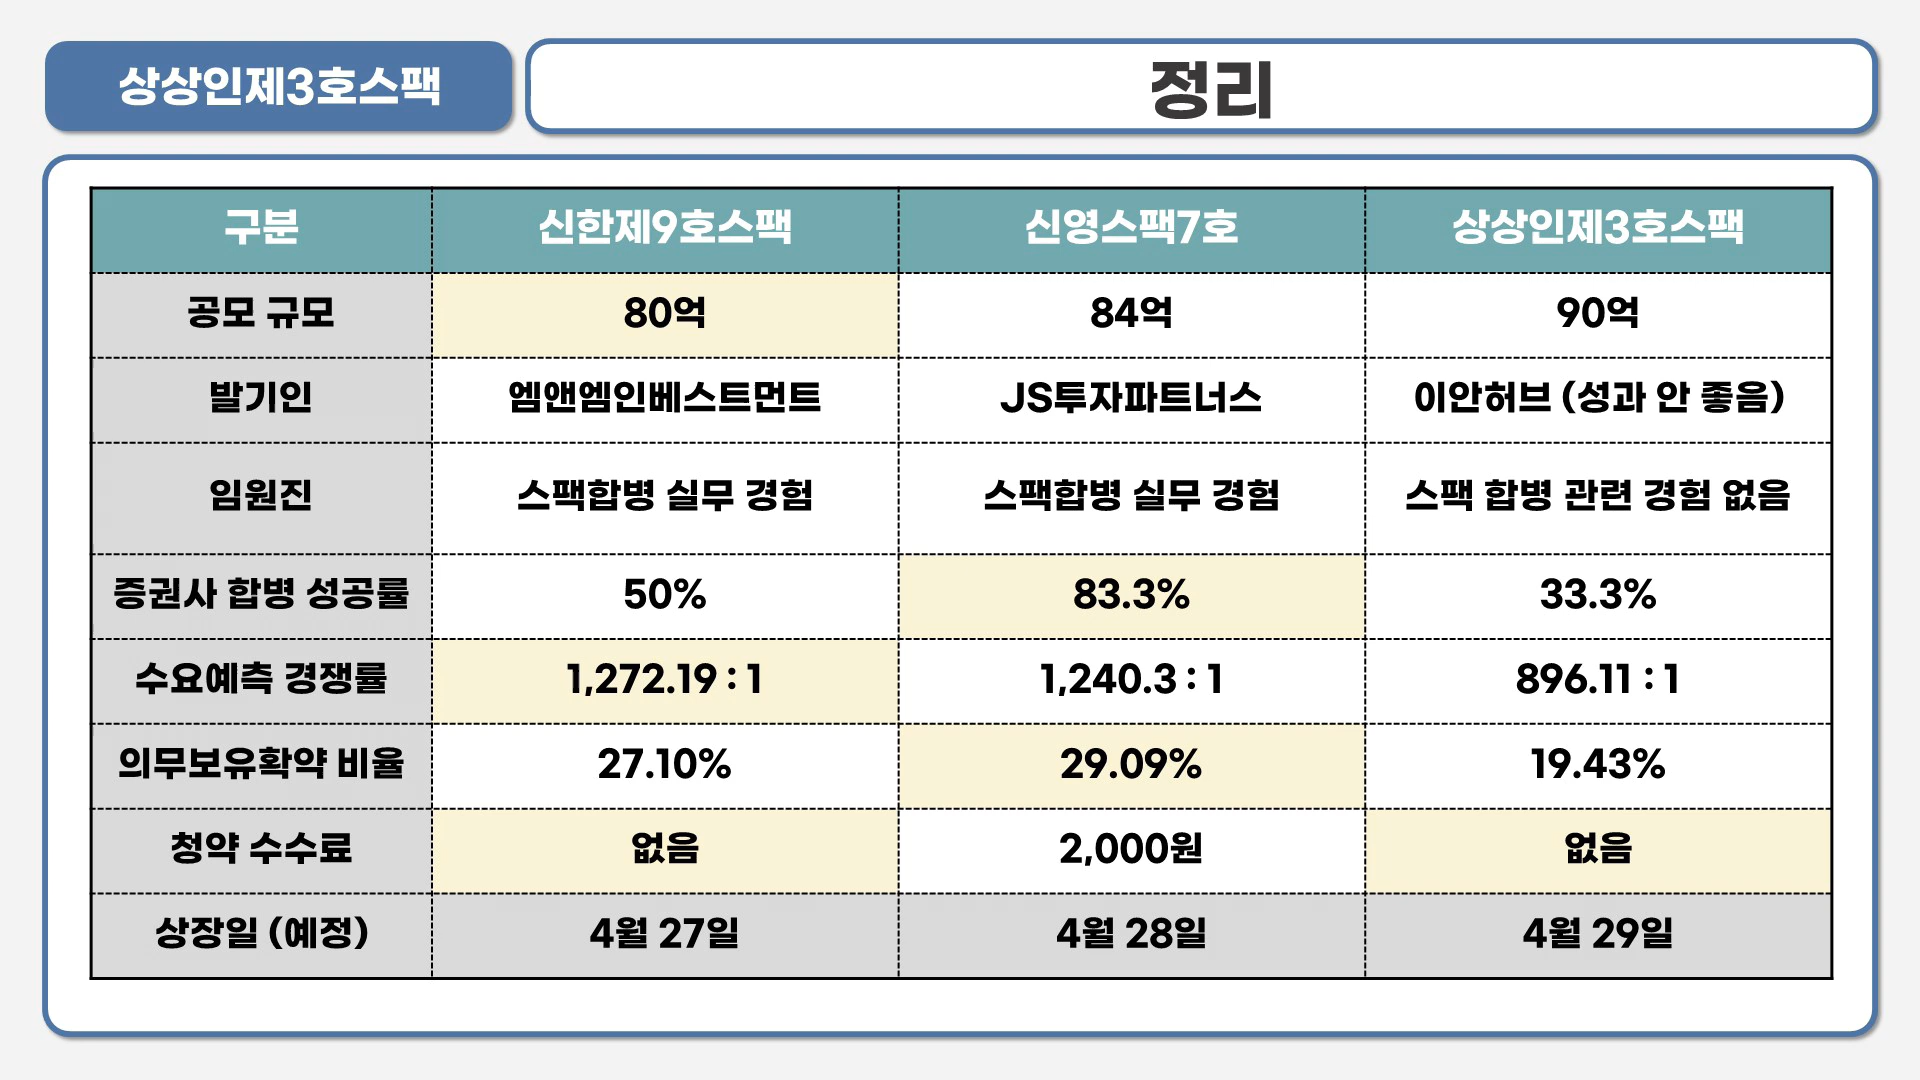 상상인제3호스팩
정리
구분 신한제9호스팩 신영스팩7호 상상인제3호스팩
공모 규모 80억 84억 90억
발기인 엠앤엠인베스트먼트 JS투자파트너스 이안허브 (성과 안 좋음)
임원진 스팩합병 실무 경험 스팩합병 실무 경험 스팩 합병 관련 경험 없음
증권사 합병 성공률 50% 83.3% 33.3%
수요예측 경쟁률 1,272.19 : 1 1,240.3 : 1 896.11 : 1
의무보유확약 비율 27.10% 29.09% 19.43%
청약 수수료 없음 2,000원 없음
상장일 (예정) 4월 27일 4월 28일 4월 29일